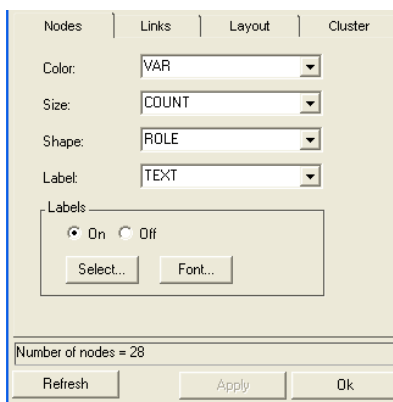 Nodes Links Layout Cluster
Color: VAR
Size: COUNT
Shape: ROLE
Label: TEXT
Labels
On Off
Select... Font...
Number of nodes = 28
Refresh Apply Ok